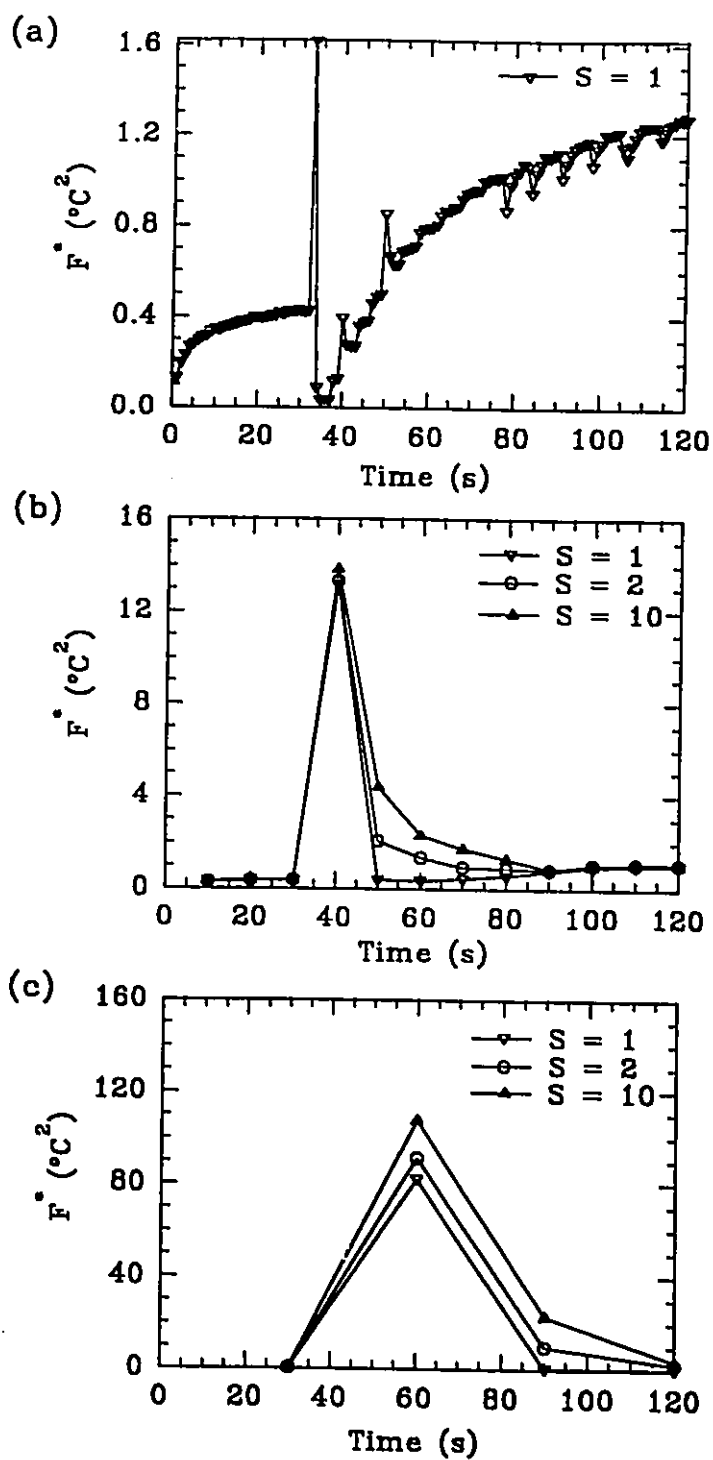 (a)
1.6
1.2
0.8
0.4
0.0
F* (°C²)
S = 1
0 20 40 60 80 100 120
Time (s)
(b)
16
12
8
4
0
F* (°C²)
S = 1
S = 2
S = 10
0 20 40 60 80 100 120
Time (s)
(c)
160
120
80
40
0
F* (°C²)
S = 1
S = 2
S = 10
0 20 40 60 80 100 120
Time (s)